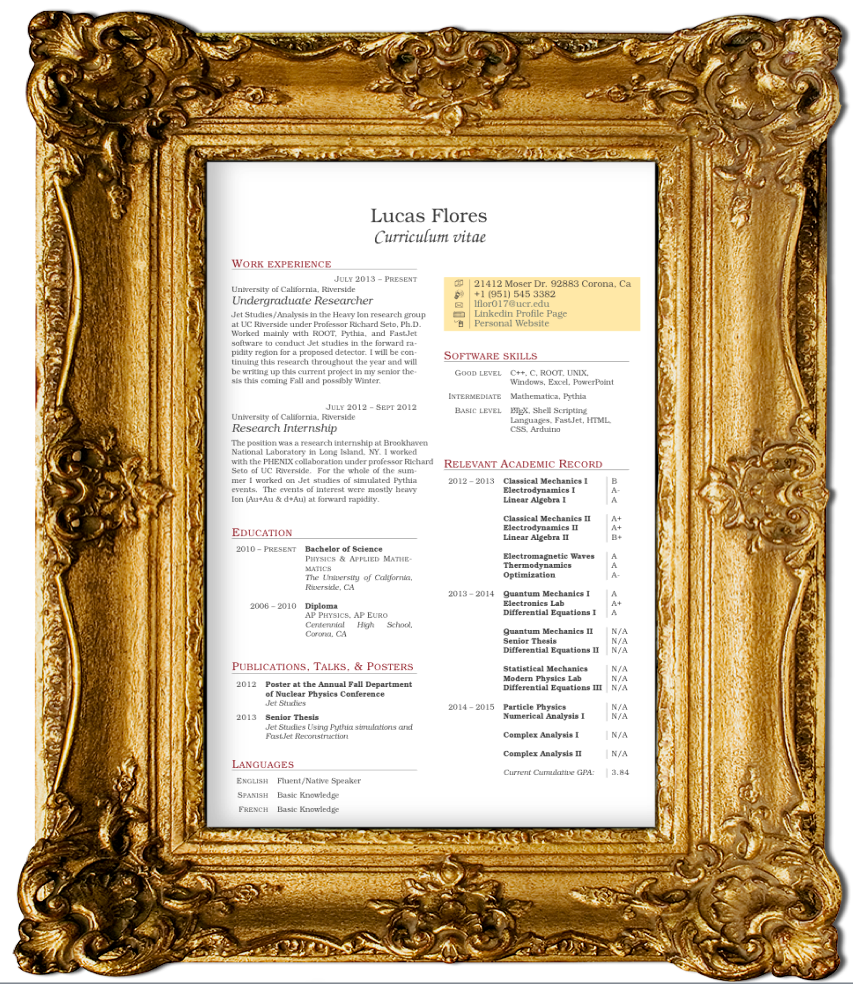 Lucas Flores
Curriculum vitae
WORK EXPERIENCE
JULY 2013 – PRESENT
University of California, Riverside
Undergraduate Researcher
Jet Studies/Analysis in the Heavy Ion research group
at UC Riverside under Professor Richard Seto, Ph.D.
Worked mainly with ROOT, Pythia, and FastJet
software to conduct Jet studies in the forward ra-
pidity region for a proposed detector. I will be con-
tinuing this research throughout the year and will
be writing up this current project in my senior the-
sis this coming Fall and possibly Winter.
JULY 2012 – SEPT 2012
University of California, Riverside
Research Internship
The position was a research internship at Brookhaven
National Laboratory in Long Island, NY. I worked
with the PHENIX collaboration under professor Richard
Seto of UC Riverside. For the whole of the sum-
mer I worked on Jet studies of simulated Pythia
events. The events of interest were mostly heavy
Ion (Au+Au & d+Au) at forward rapidity.
EDUCATION
2010 – PRESENT Bachelor of Science
PHYSICS & APPLIED MATHE-
MATICS
The University of California,
Riverside, CA
2006 – 2010 Diploma
AP PHYSICS, AP EURO
Centennial High School,
Corona, CA
PUBLICATIONS, TALKS, & POSTERS
2012 Poster at the Annual Fall Department
of Nuclear Physics Conference
Jet Studies
2013 Senior Thesis
Jet Studies Using Pythia simulations and
FastJet Reconstruction
LANGUAGES
ENGLISH Fluent/Native Speaker
SPANISH Basic Knowledge
FRENCH Basic Knowledge
21412 Moser Dr. 92883 Corona, Ca
+1 (951) 545 3382
lflor017@ucr.edu
Linkedin Profile Page
Personal Website
SOFTWARE SKILLS
GOOD LEVEL C++, C, ROOT, UNIX,
Windows, Excel, PowerPoint
INTERMEDIATE Mathematica, Pythia
BASIC LEVEL LATEX, Shell Scripting
Languages, FastJet, HTML,
CSS, Arduino
RELEVANT ACADEMIC RECORD
2012 – 2013 Classical Mechanics I B
Electrodynamics I A-
Linear Algebra I A
Classical Mechanics II A+
Electrodynamics II A+
Linear Algebra II B+
Electromagnetic Waves A
Thermodynamics A
Optimization A-
2013 – 2014 Quantum Mechanics I A
Electronics Lab A+
Differential Equations I A
Quantum Mechanics II N/A
Senior Thesis N/A
Differential Equations II N/A
Statistical Mechanics N/A
Modern Physics Lab N/A
Differential Equations III N/A
2014 – 2015 Particle Physics N/A
Numerical Analysis I N/A
Complex Analysis I N/A
Complex Analysis II N/A
Current Cumulative GPA: 3.84